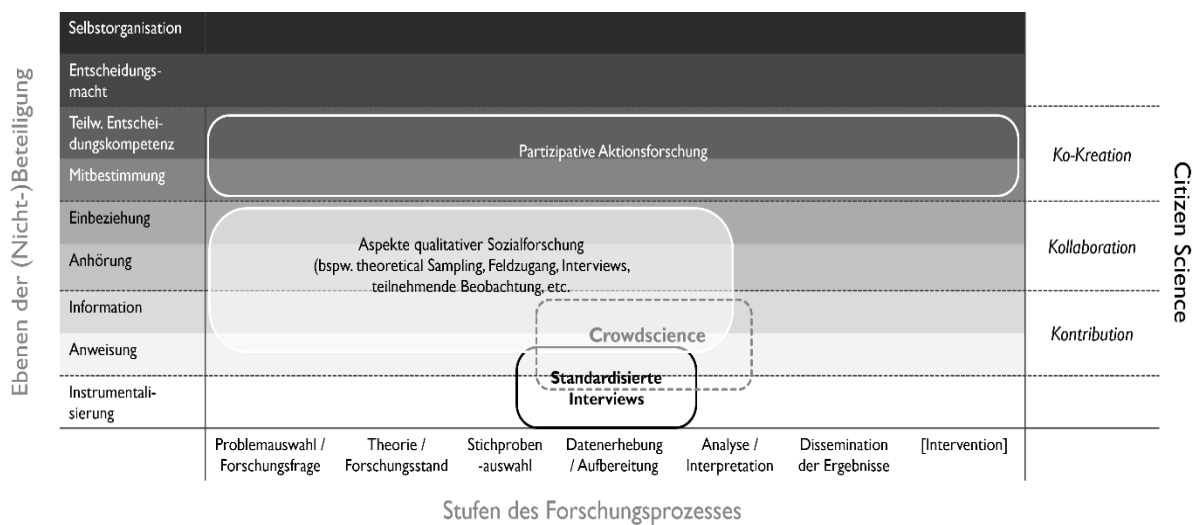 Ebenen der (Nicht-)Beteiligung
Selbstorganisation
Entscheidungs-
macht
Teilw. Entschei-
dungskompetenz
Mitbestimmung
Einbeziehung
Anhörung
Information
Anweisung
Instrumentali-
sierung
Partizipative Aktionsforschung
Aspekte qualitativer Sozialforschung
(bspw. theoretical Sampling, Feldzugang, Interviews,
teilnehmende Beobachtung, etc.
Crowdscience
Standardisierte
Interviews
Ko-Kreation
Kollaboration
Kontribution
Citizen Science
Problemauswahl /
Forschungsfrage
Theorie /
Forschungsstand
Stichproben
-auswahl
Datenerhebung
/ Aufbereitung
Analyse /
Interpretation
Dissemination
der Ergebnisse
[Intervention]
Stufen des Forschungsprozesses